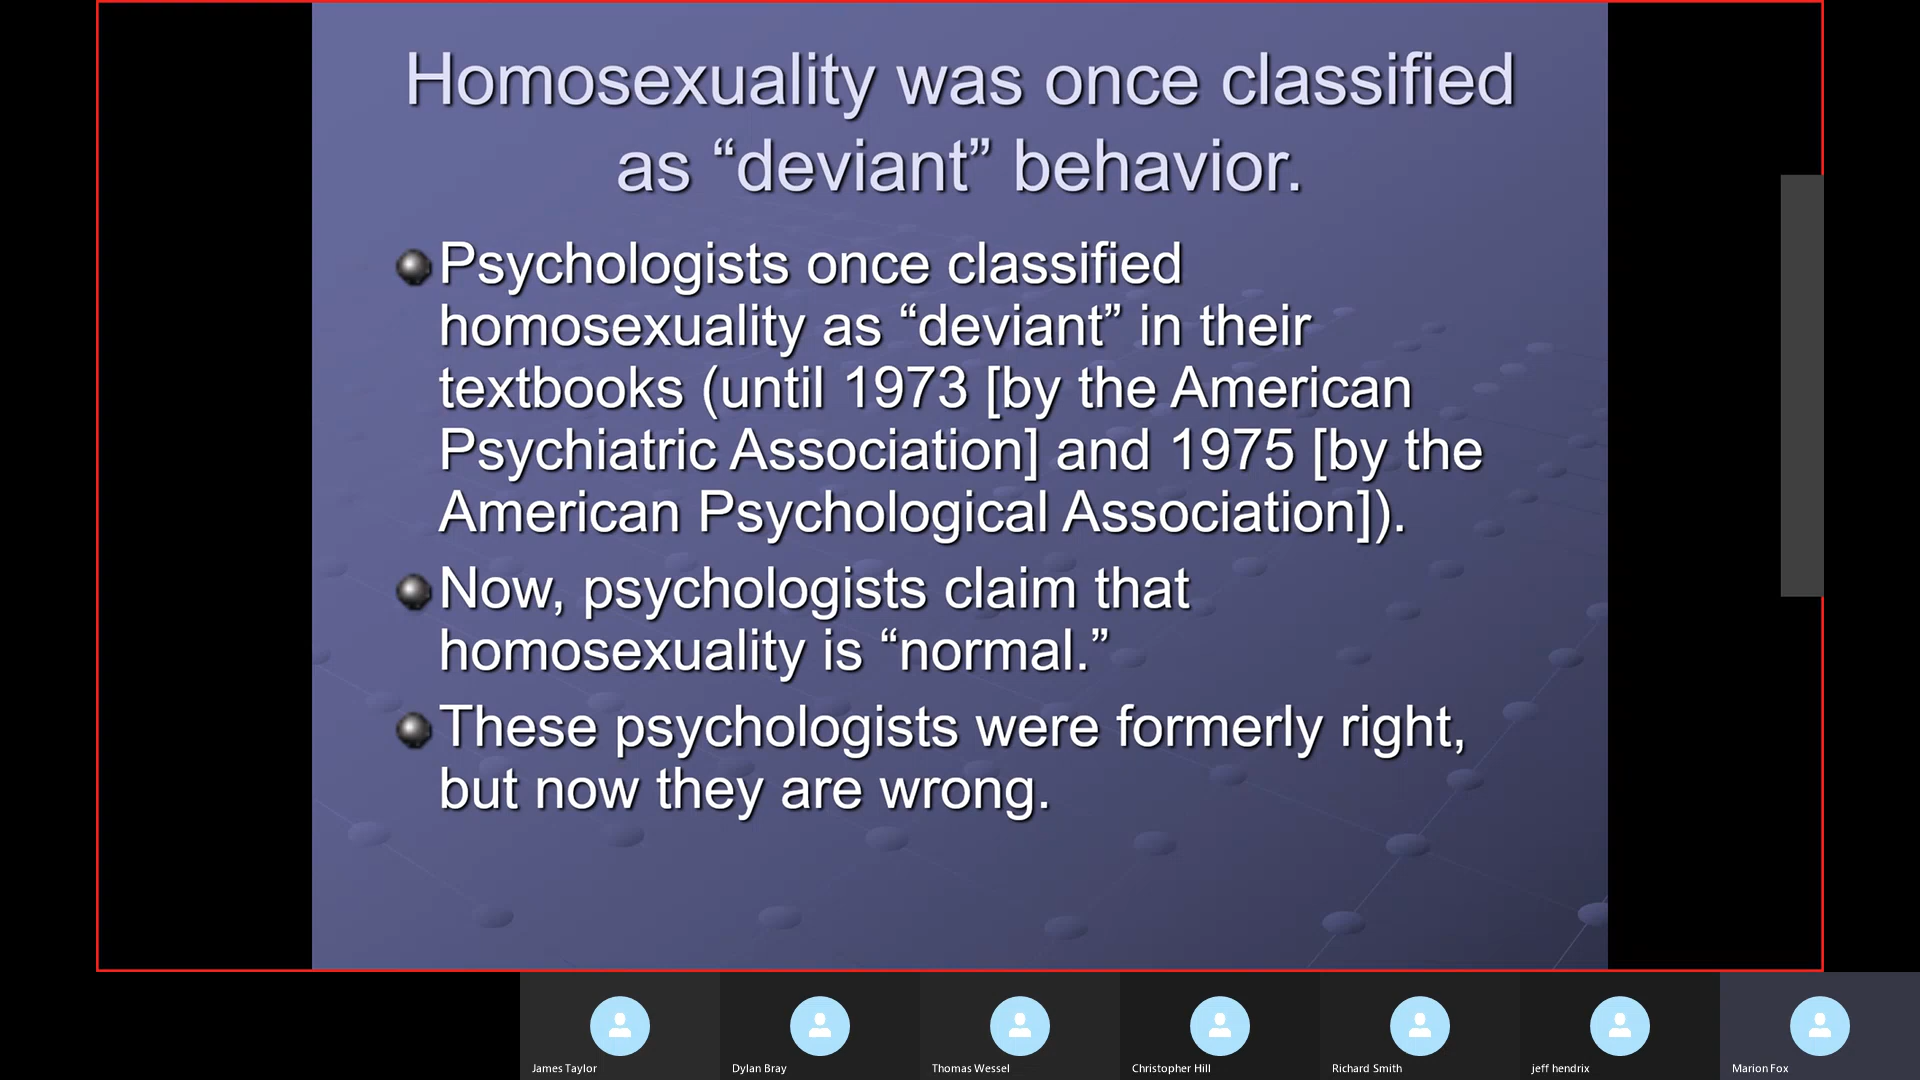 Homosexuality was once classified
as “deviant” behavior.
Psychologists once classified
homosexuality as “deviant” in their
textbooks (until 1973 [by the American
Psychiatric Association] and 1975 [by the
American Psychological Association]).
Now, psychologists claim that
homosexuality is “normal.”
These psychologists were formerly right,
but now they are wrong.
James Taylor
Dylan Bray
Thomas Wessel
Christopher Hill
Richard Smith
jeff hendrix
Marion Fox